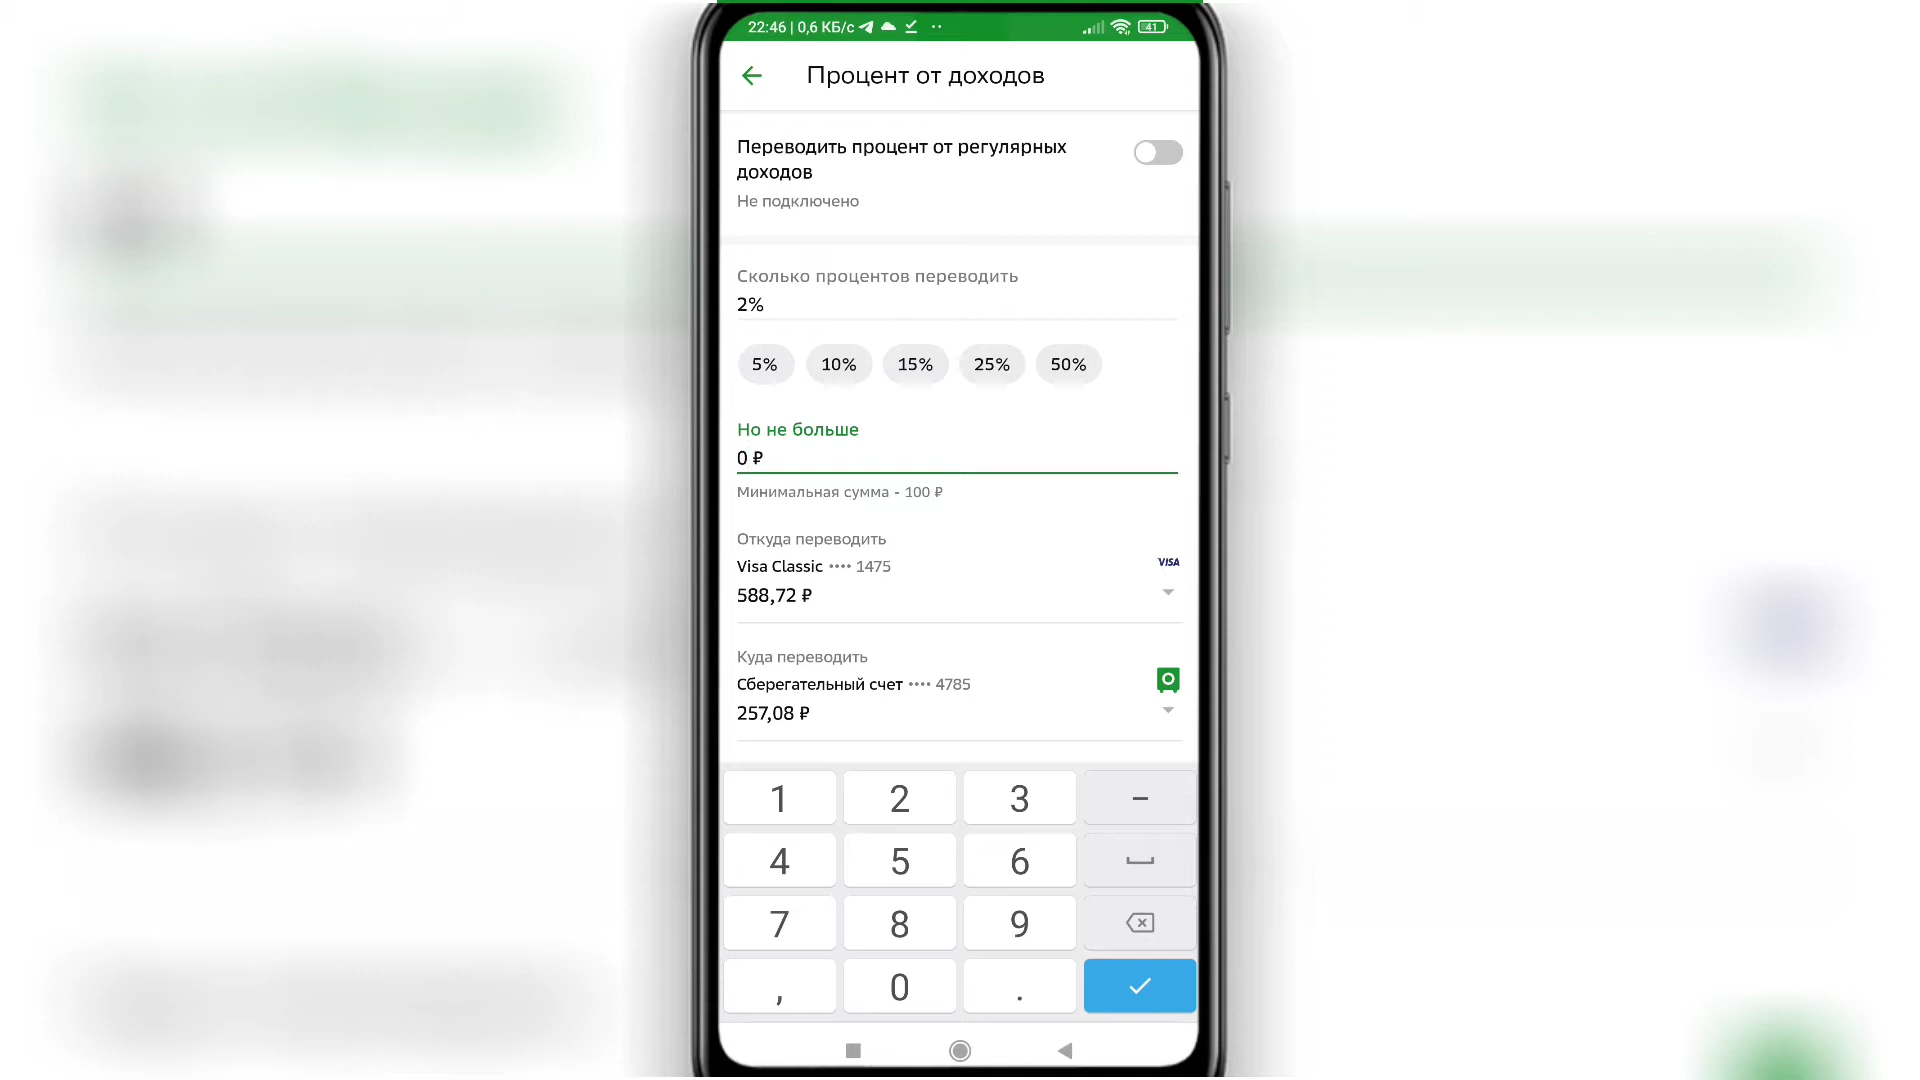 22:46 | 0,6 КБ/с
41
Процент от доходов
Переводить процент от регулярных
доходов
Не подключено
Сколько процентов переводить
2%
5% 10% 15% 25% 50%
Но не больше
0 ₽
Минимальная сумма - 100 ₽
Откуда переводить
Visa Classic •••• 1475
VISA
588,72 ₽
Куда переводить
Сберегательный счет •••• 4785
257,08 ₽
1 2 3 –
4 5 6
7 8 9
, 0 .